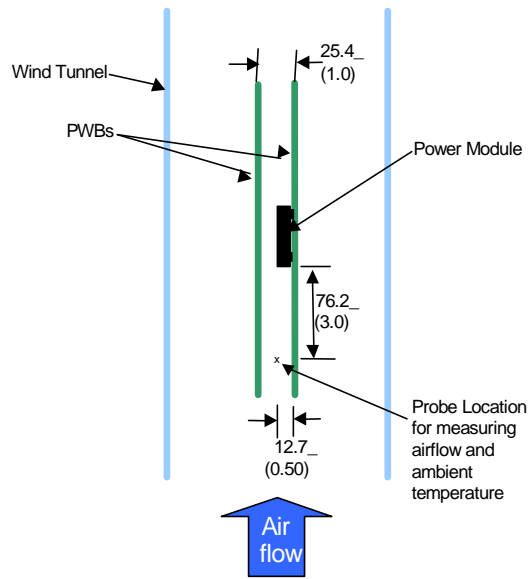 25.4_
(1.0)
Wind Tunnel
PWBs
Power Module
76.2_
(3.0)
x
Probe Location
for measuring
airflow and
ambient
temperature
12.7_
(0.50)
Air
flow